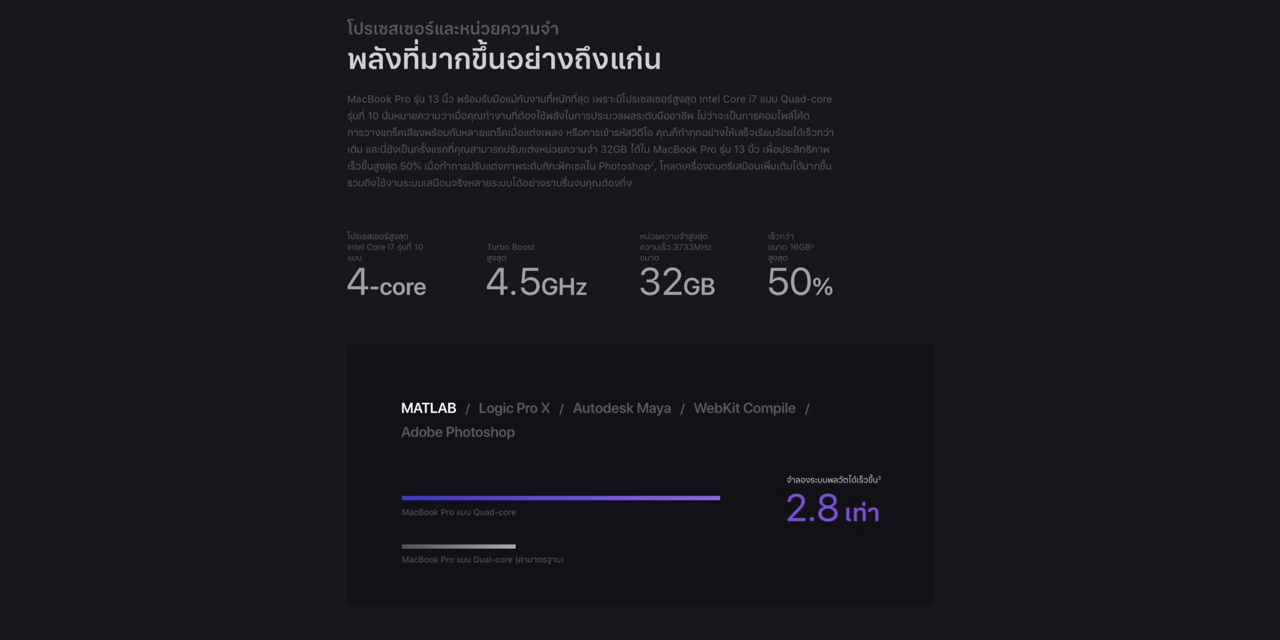 โปรเซสเซอร์และหน่วยความจำ
พลังที่มากขึ้นอย่างถึงแก่น
MacBook Pro รุ่น 13 นิ้ว พร้อมรับมือแม้กับงานที่หนักที่สุด เพราะมีโปรเซสเซอร์สูงสุด Intel Core i7 แบบ Quad-core
รุ่นที่ 10 นั่นหมายความว่าเมื่อคุณทำงานที่ต้องใช้พลังในการประมวลผลระดับมืออาชีพ ไม่ว่าจะเป็นการคอมไพล์โค้ด
การวางแทร็คเสียงพร้อมกันหลายแทร็คเมื่อแต่งเพลง หรือการเข้ารหัสวิดีโอ คุณก็ทำทุกอย่างให้เสร็จเรียบร้อยได้เร็วกว่า
เดิม และนี่ยังเป็นครั้งแรกที่คุณสามารถปรับแต่งหน่วยความจำ 32GB ได้ใน MacBook Pro รุ่น 13 นิ้ว เพื่อประสิทธิภาพ
เร็วขึ้นสูงสุด 50% เมื่อทำการปรับแต่งภาพระดับกิกะพิกเซลใน Photoshop², โหลดเครื่องดนตรีเสมือนเพิ่มเติมได้มากขึ้น
รวมถึงใช้งานระบบเสมือนจริงหลายระบบได้อย่างราบรื่นจนคุณต้องทึ่ง
โปรเซสเซอร์สูงสุด
Intel Core i7 รุ่นที่ 10
แบบ
4-core
Turbo Boost
สูงสุด
4.5GHz
หน่วยความจำสูงสุด
ความเร็ว 3733MHz
ขนาด
32GB
เร็วกว่า
ขนาด 16GB²
สูงสุด
50%
MATLAB / Logic Pro X / Autodesk Maya / WebKit Compile /
Adobe Photoshop
MacBook Pro แบบ Quad-core
MacBook Pro แบบ Dual-core (ค่ามาตรฐาน)
จำลองระบบพลวัตได้เร็วขึ้น³
2.8 เท่า